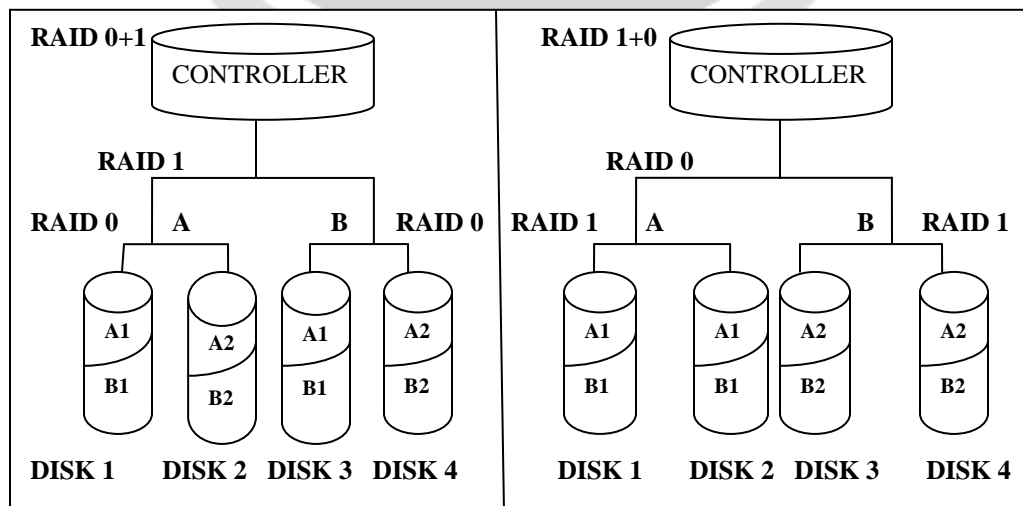 RAID 0+1
CONTROLLER
RAID 1
RAID 0 A B RAID 0
A1 A2 A1 A2
B1 B2 B1 B2
DISK 1 DISK 2 DISK 3 DISK 4
RAID 1+0
CONTROLLER
RAID 0
RAID 1 A B RAID 1
A1 A1 A2 A2
B1 B1 B2 B2
DISK 1 DISK 2 DISK 3 DISK 4